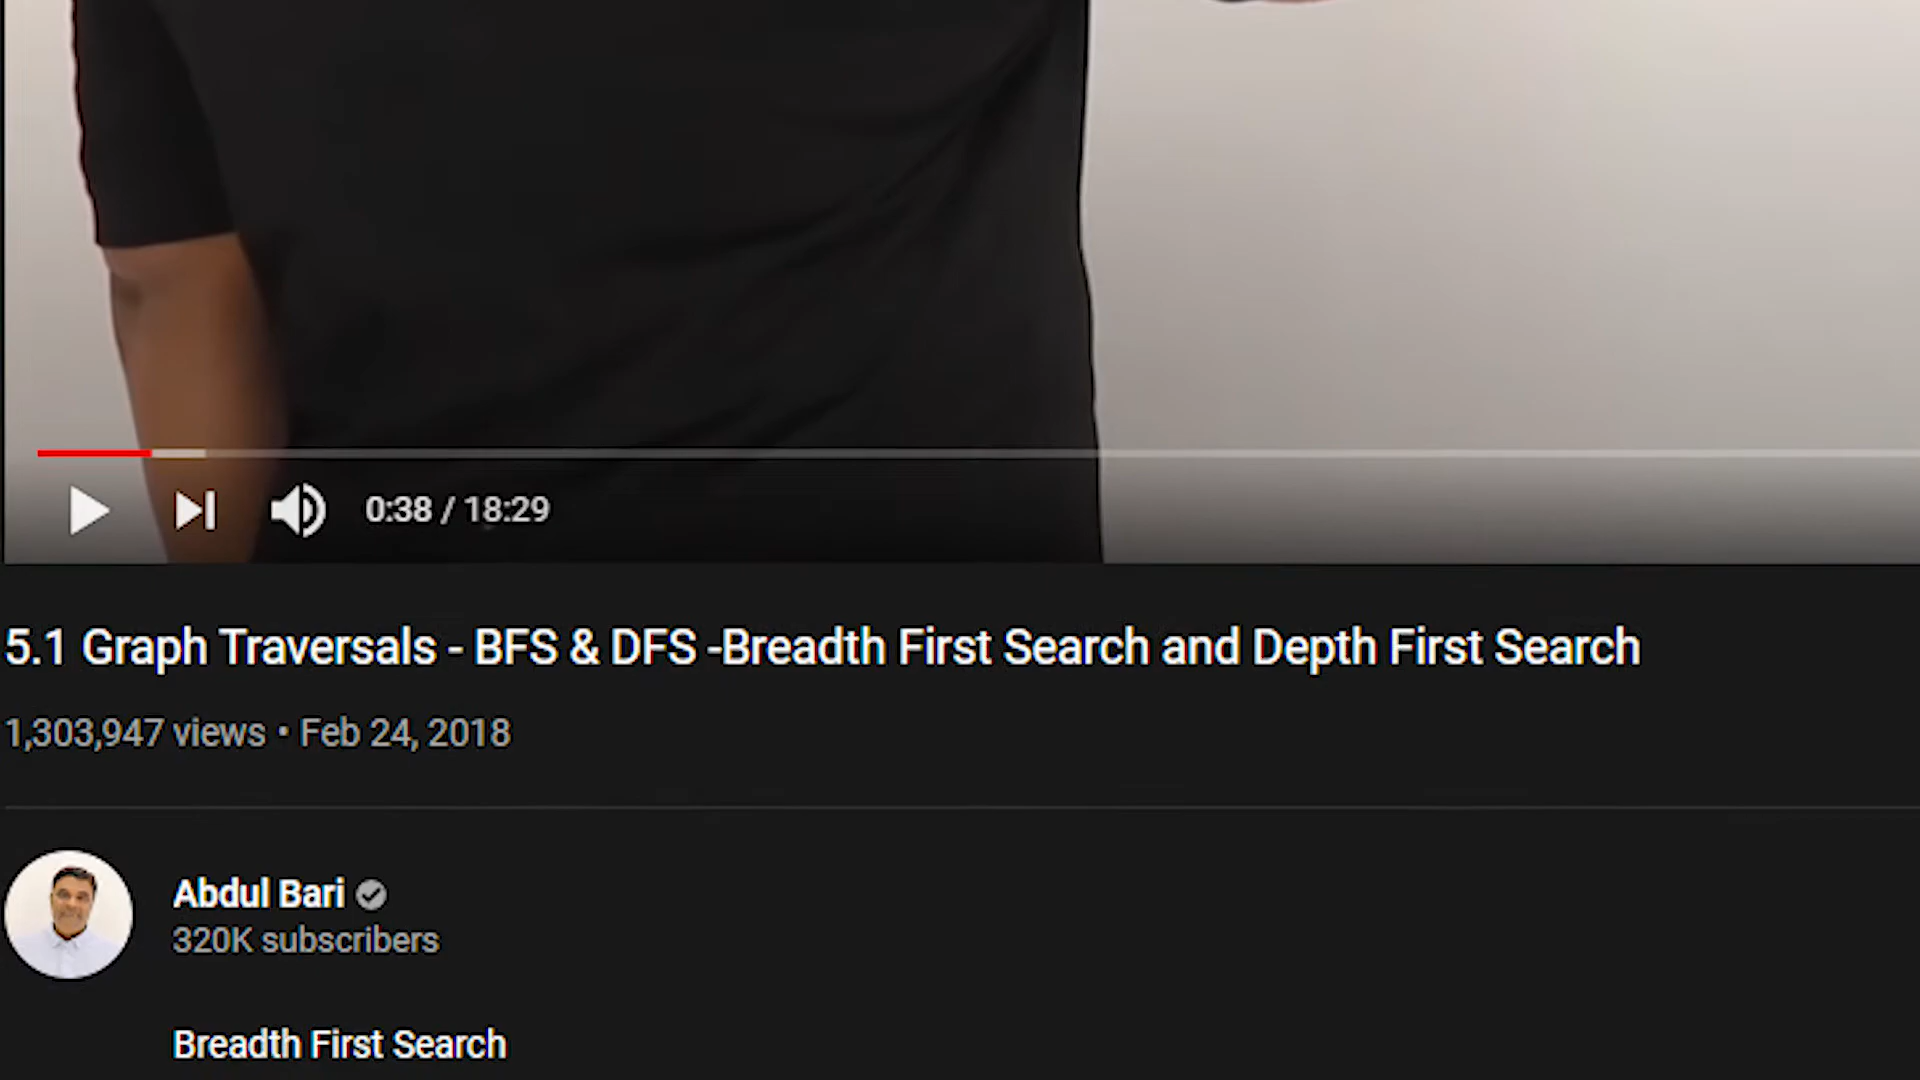 0:38 / 18:29
5.1 Graph Traversals - BFS & DFS -Breadth First Search and Depth First Search
1,303,947 views • Feb 24, 2018
Abdul Bari
320K subscribers
Breadth First Search